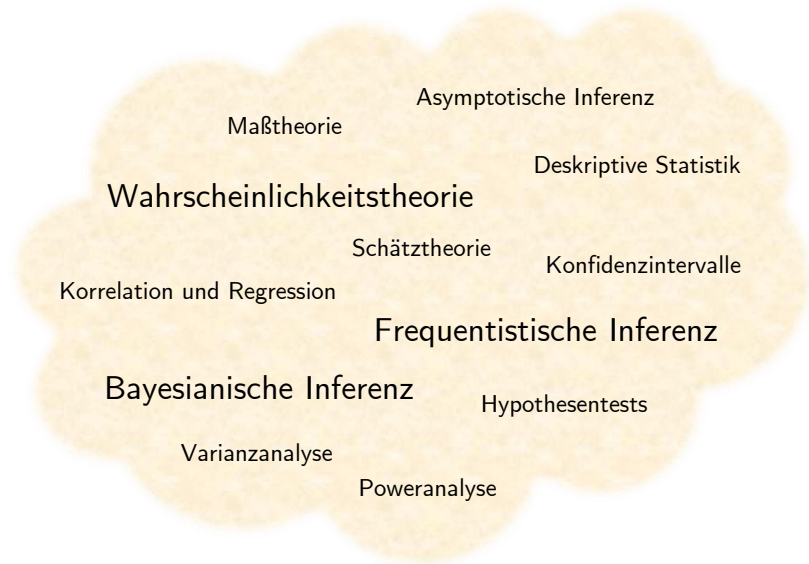 Asymptotische Inferenz
Maßtheorie
Deskriptive Statistik
Wahrscheinlichkeitstheorie
Schätztheorie
Konfidenzintervalle
Korrelation und Regression
Frequentistische Inferenz
Bayesianische Inferenz
Hypothesentests
Varianzanalyse
Poweranalyse